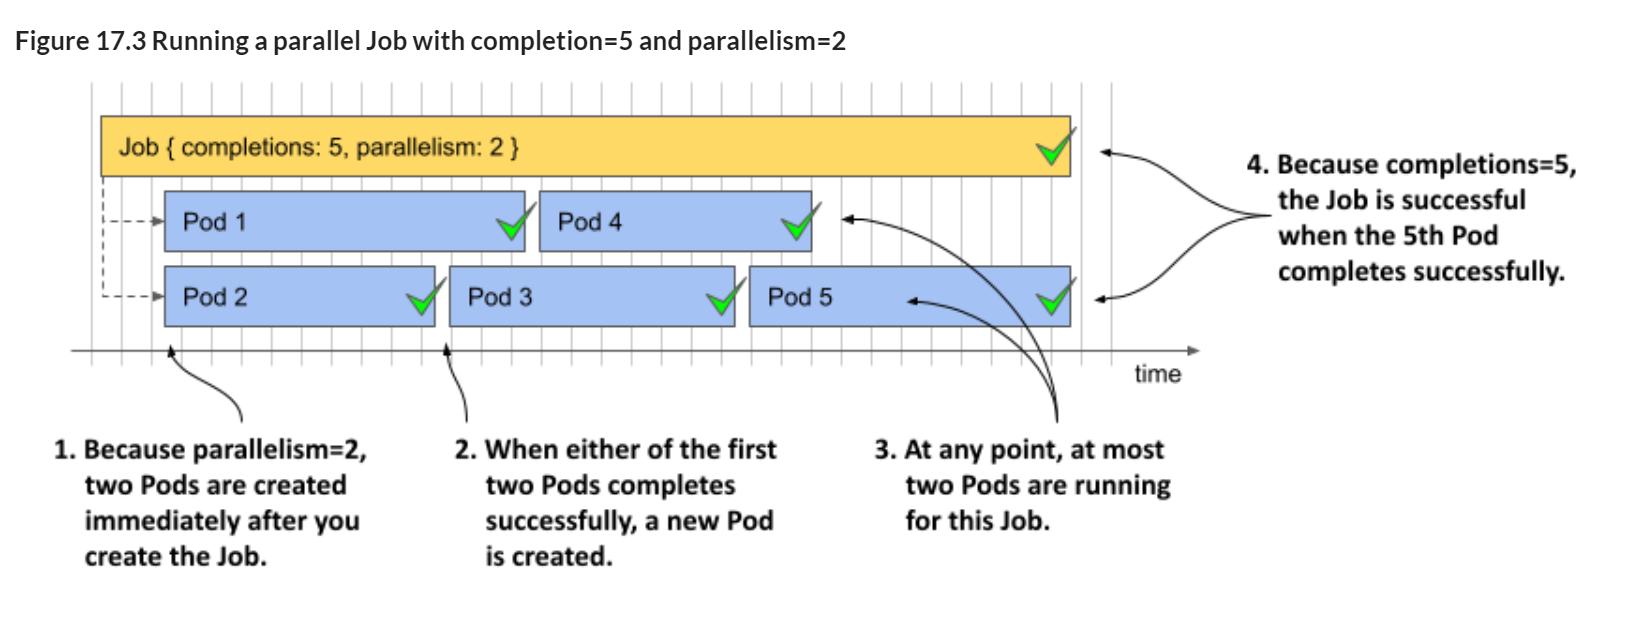 Figure 17.3 Running a parallel Job with completion=5 and parallelism=2
Job { completions: 5, parallelism: 2 }
Pod 1
Pod 4
Pod 2
Pod 3
Pod 5
time
4. Because completions=5,
the Job is successful
when the 5th Pod
completes successfully.
1. Because parallelism=2,
two Pods are created
immediately after you
create the Job.
2. When either of the first
two Pods completes
successfully, a new Pod
is created.
3. At any point, at most
two Pods are running
for this Job.